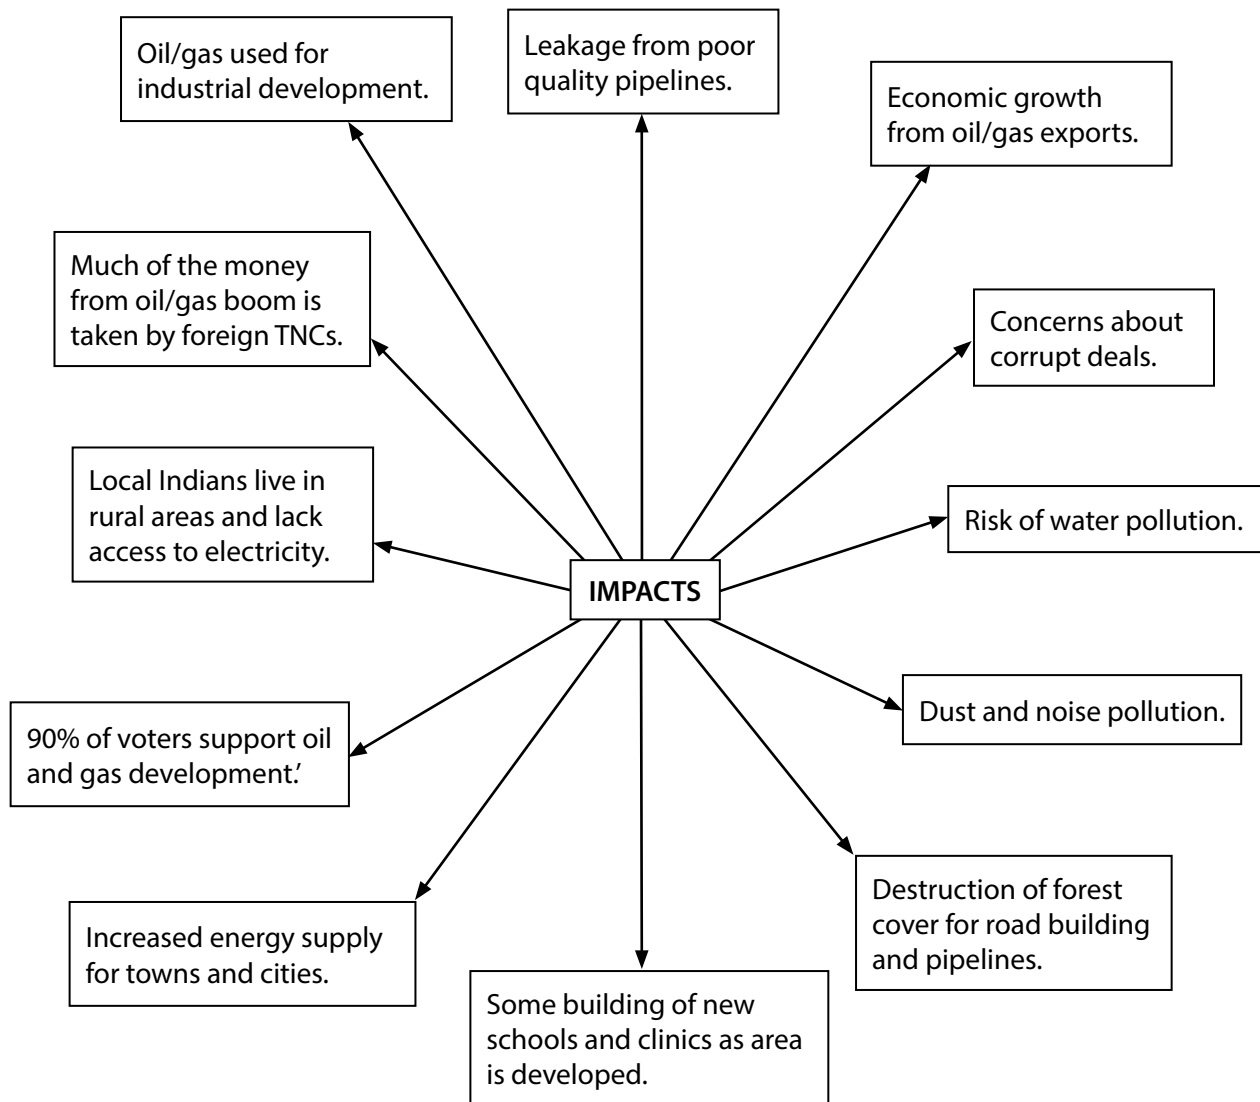 Oil/gas used for
industrial development.
Leakage from poor
quality pipelines.
Economic growth
from oil/gas exports.
Much of the money
from oil/gas boom is
taken by foreign TNCs.
Concerns about
corrupt deals.
Local Indians live in
rural areas and lack
access to electricity.
Risk of water pollution.
IMPACTS
90% of voters support oil
and gas development.’
Dust and noise pollution.
Increased energy supply
for towns and cities.
Some building of new
schools and clinics as area
is developed.
Destruction of forest
cover for road building
and pipelines.